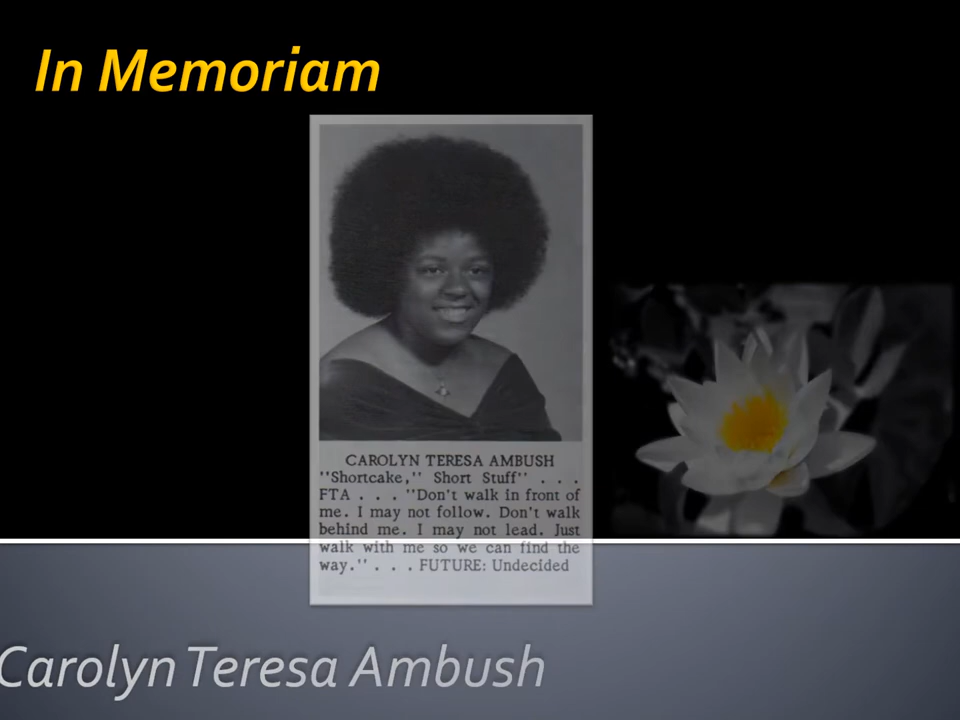 In Memoriam
CAROLYN TERESA AMBUSH
"Shortcake," Short Stuff" . . .
FTA . . . "Don't walk in front of
me. I may not follow. Don't walk
behind me. I may not lead. Just
walk with me so we can find the
way." . . . FUTURE: Undecided
Carolyn Teresa Ambush